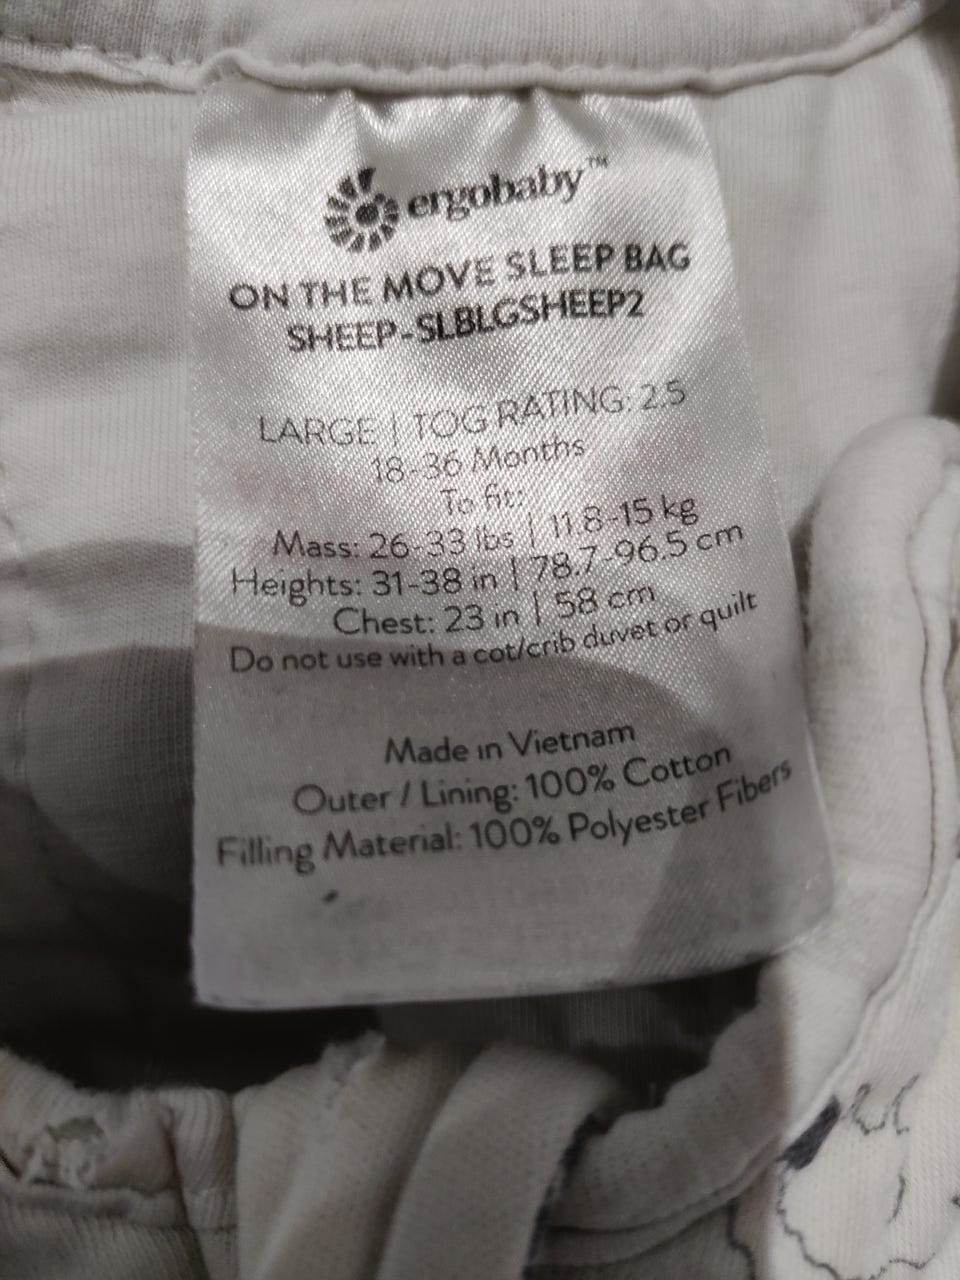 ergobaby™
ON THE MOVE SLEEP BAG
SHEEP-SLBLGSHEEP2
LARGE | TOG RATING: 2.5
18-36 Months
To fit:
Mass: 26-33 lbs | 11.8-15 kg
Heights: 31-38 in | 78.7-96.5 cm
Chest: 23 in | 58 cm
Do not use with a cot/crib duvet or quilt
Made in Vietnam
Outer / Lining: 100% Cotton
Filling Material: 100% Polyester Fibers